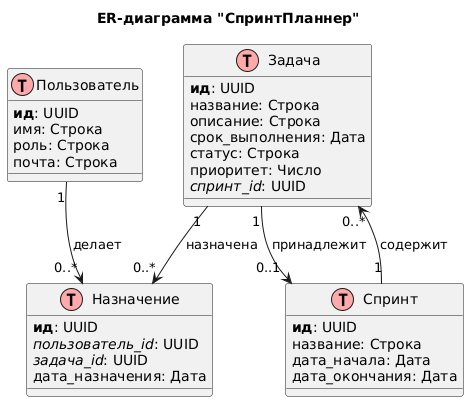 ER-диаграмма "СпринтПланнер"
T Пользователь
ид: UUID
имя: Строка
роль: Строка
почта: Строка
T Задача
ид: UUID
название: Строка
описание: Строка
срок_выполнения: Дата
статус: Строка
приоритет: Число
спринт_id: UUID
1
1
1
0..*
делает
назначена
принадлежит
содержит
0..*
0..*
0..1
1
T Назначение
ид: UUID
пользователь_id: UUID
задача_id: UUID
дата_назначения: Дата
T Спринт
ид: UUID
название: Строка
дата_начала: Дата
дата_окончания: Дата